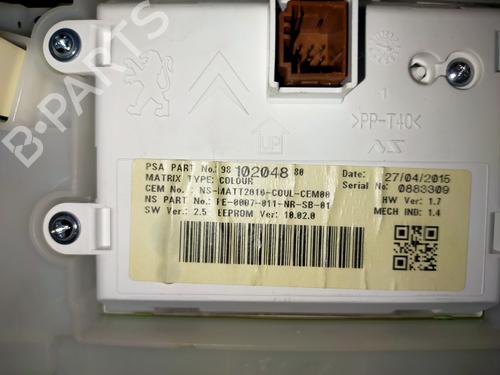 B-PARTS
UP
>PP-T40<
PSA PART No. 98 102048 80
MATRIX TYPE: COLOUR
CEM No. NS-MATT2010-COUL-CEM00
NS PART No: FE-0007-011-NR-SB-01
SW Ver.: 2.5 EEPROM Ver: 10.02.0
Date: 27/04/2015
Serial No: 0883309
HW Ver: 1.7
MECH IND: 1.4